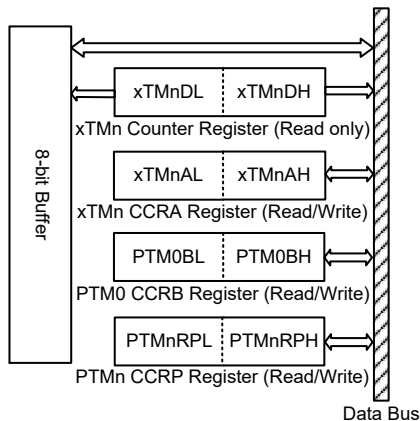 8-bit Buffer
xTMnDL xTMnDH
xTMn Counter Register (Read only)
xTMnAL xTMnAH
xTMn CCRA Register (Read/Write)
PTM0BL PTM0BH
PTM0 CCRB Register (Read/Write)
PTMnRPL PTMnRPH
PTMn CCRP Register (Read/Write)
Data Bus